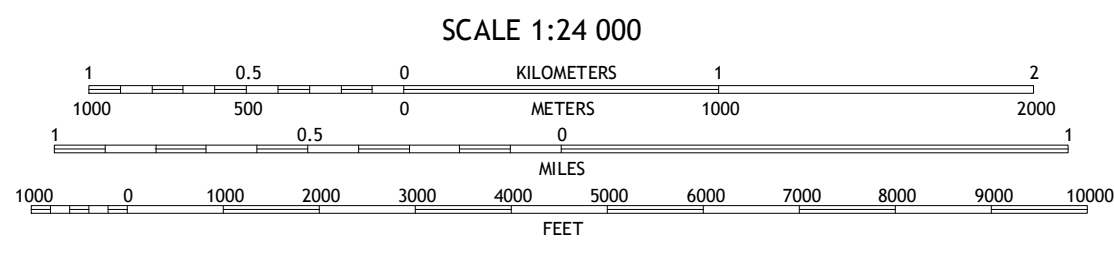 SCALE 1:24 000
1 0.5 0 KILOMETERS 1 2
1000 500 0 METERS 1000 2000
1 0.5 0 1
MILES
1000 0 1000 2000 3000 4000 5000 6000 7000 8000 9000 10000
FEET